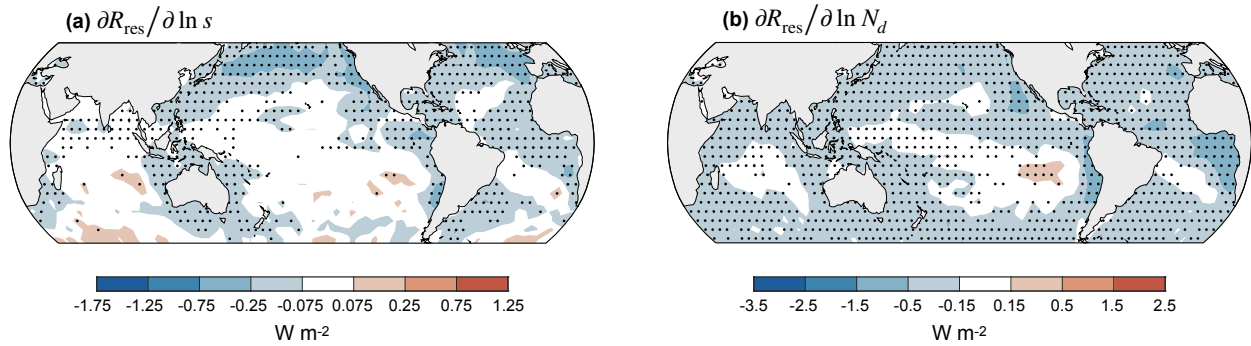 (a) ∂R_res/∂ ln s
(b) ∂R_res/∂ ln N_d
-1.75 -1.25 -0.75 -0.25 -0.075 0.075 0.25 0.75 1.25
W m-2
-3.5 -2.5 -1.5 -0.5 -0.15 0.15 0.5 1.5 2.5
W m-2